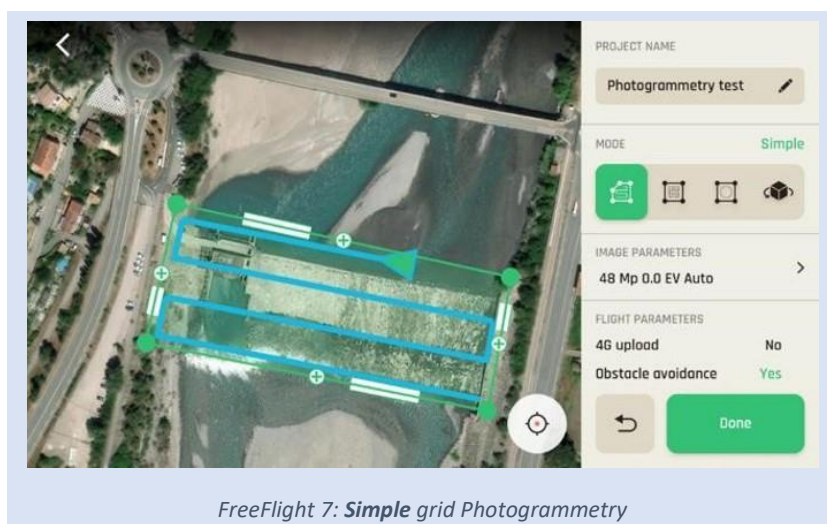 PROJECT NAME
Photogrammetry test
MODE
Simple
IMAGE PARAMETERS
48 Mp 0.0 EV Auto
FLIGHT PARAMETERS
4G upload
No
Obstacle avoidance
Yes
Done
FreeFlight 7: Simple grid Photogrammetry